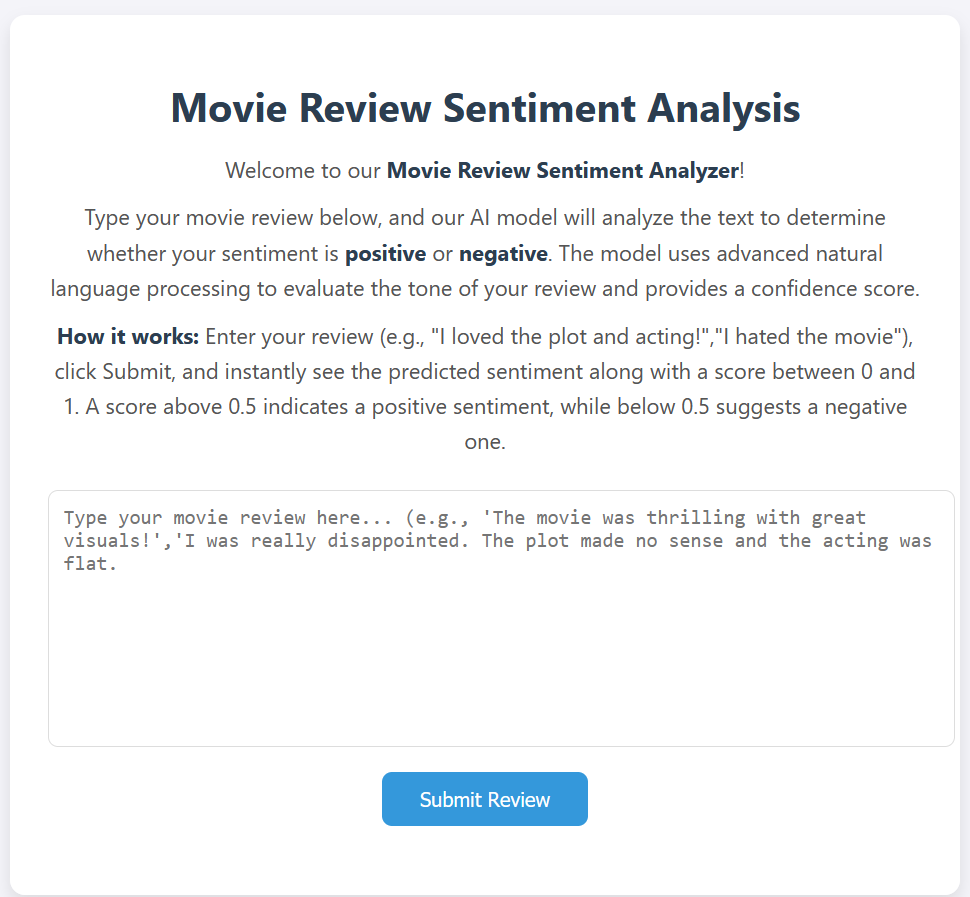 Movie Review Sentiment Analysis
Welcome to our Movie Review Sentiment Analyzer!
Type your movie review below, and our AI model will analyze the text to determine
whether your sentiment is positive or negative. The model uses advanced natural
language processing to evaluate the tone of your review and provides a confidence score.
How it works: Enter your review (e.g., "I loved the plot and acting!","I hated the movie"),
click Submit, and instantly see the predicted sentiment along with a score between 0 and
1. A score above 0.5 indicates a positive sentiment, while below 0.5 suggests a negative
one.
Type your movie review here... (e.g., 'The movie was thrilling with great
visuals!','I was really disappointed. The plot made no sense and the acting was
flat.
Submit Review